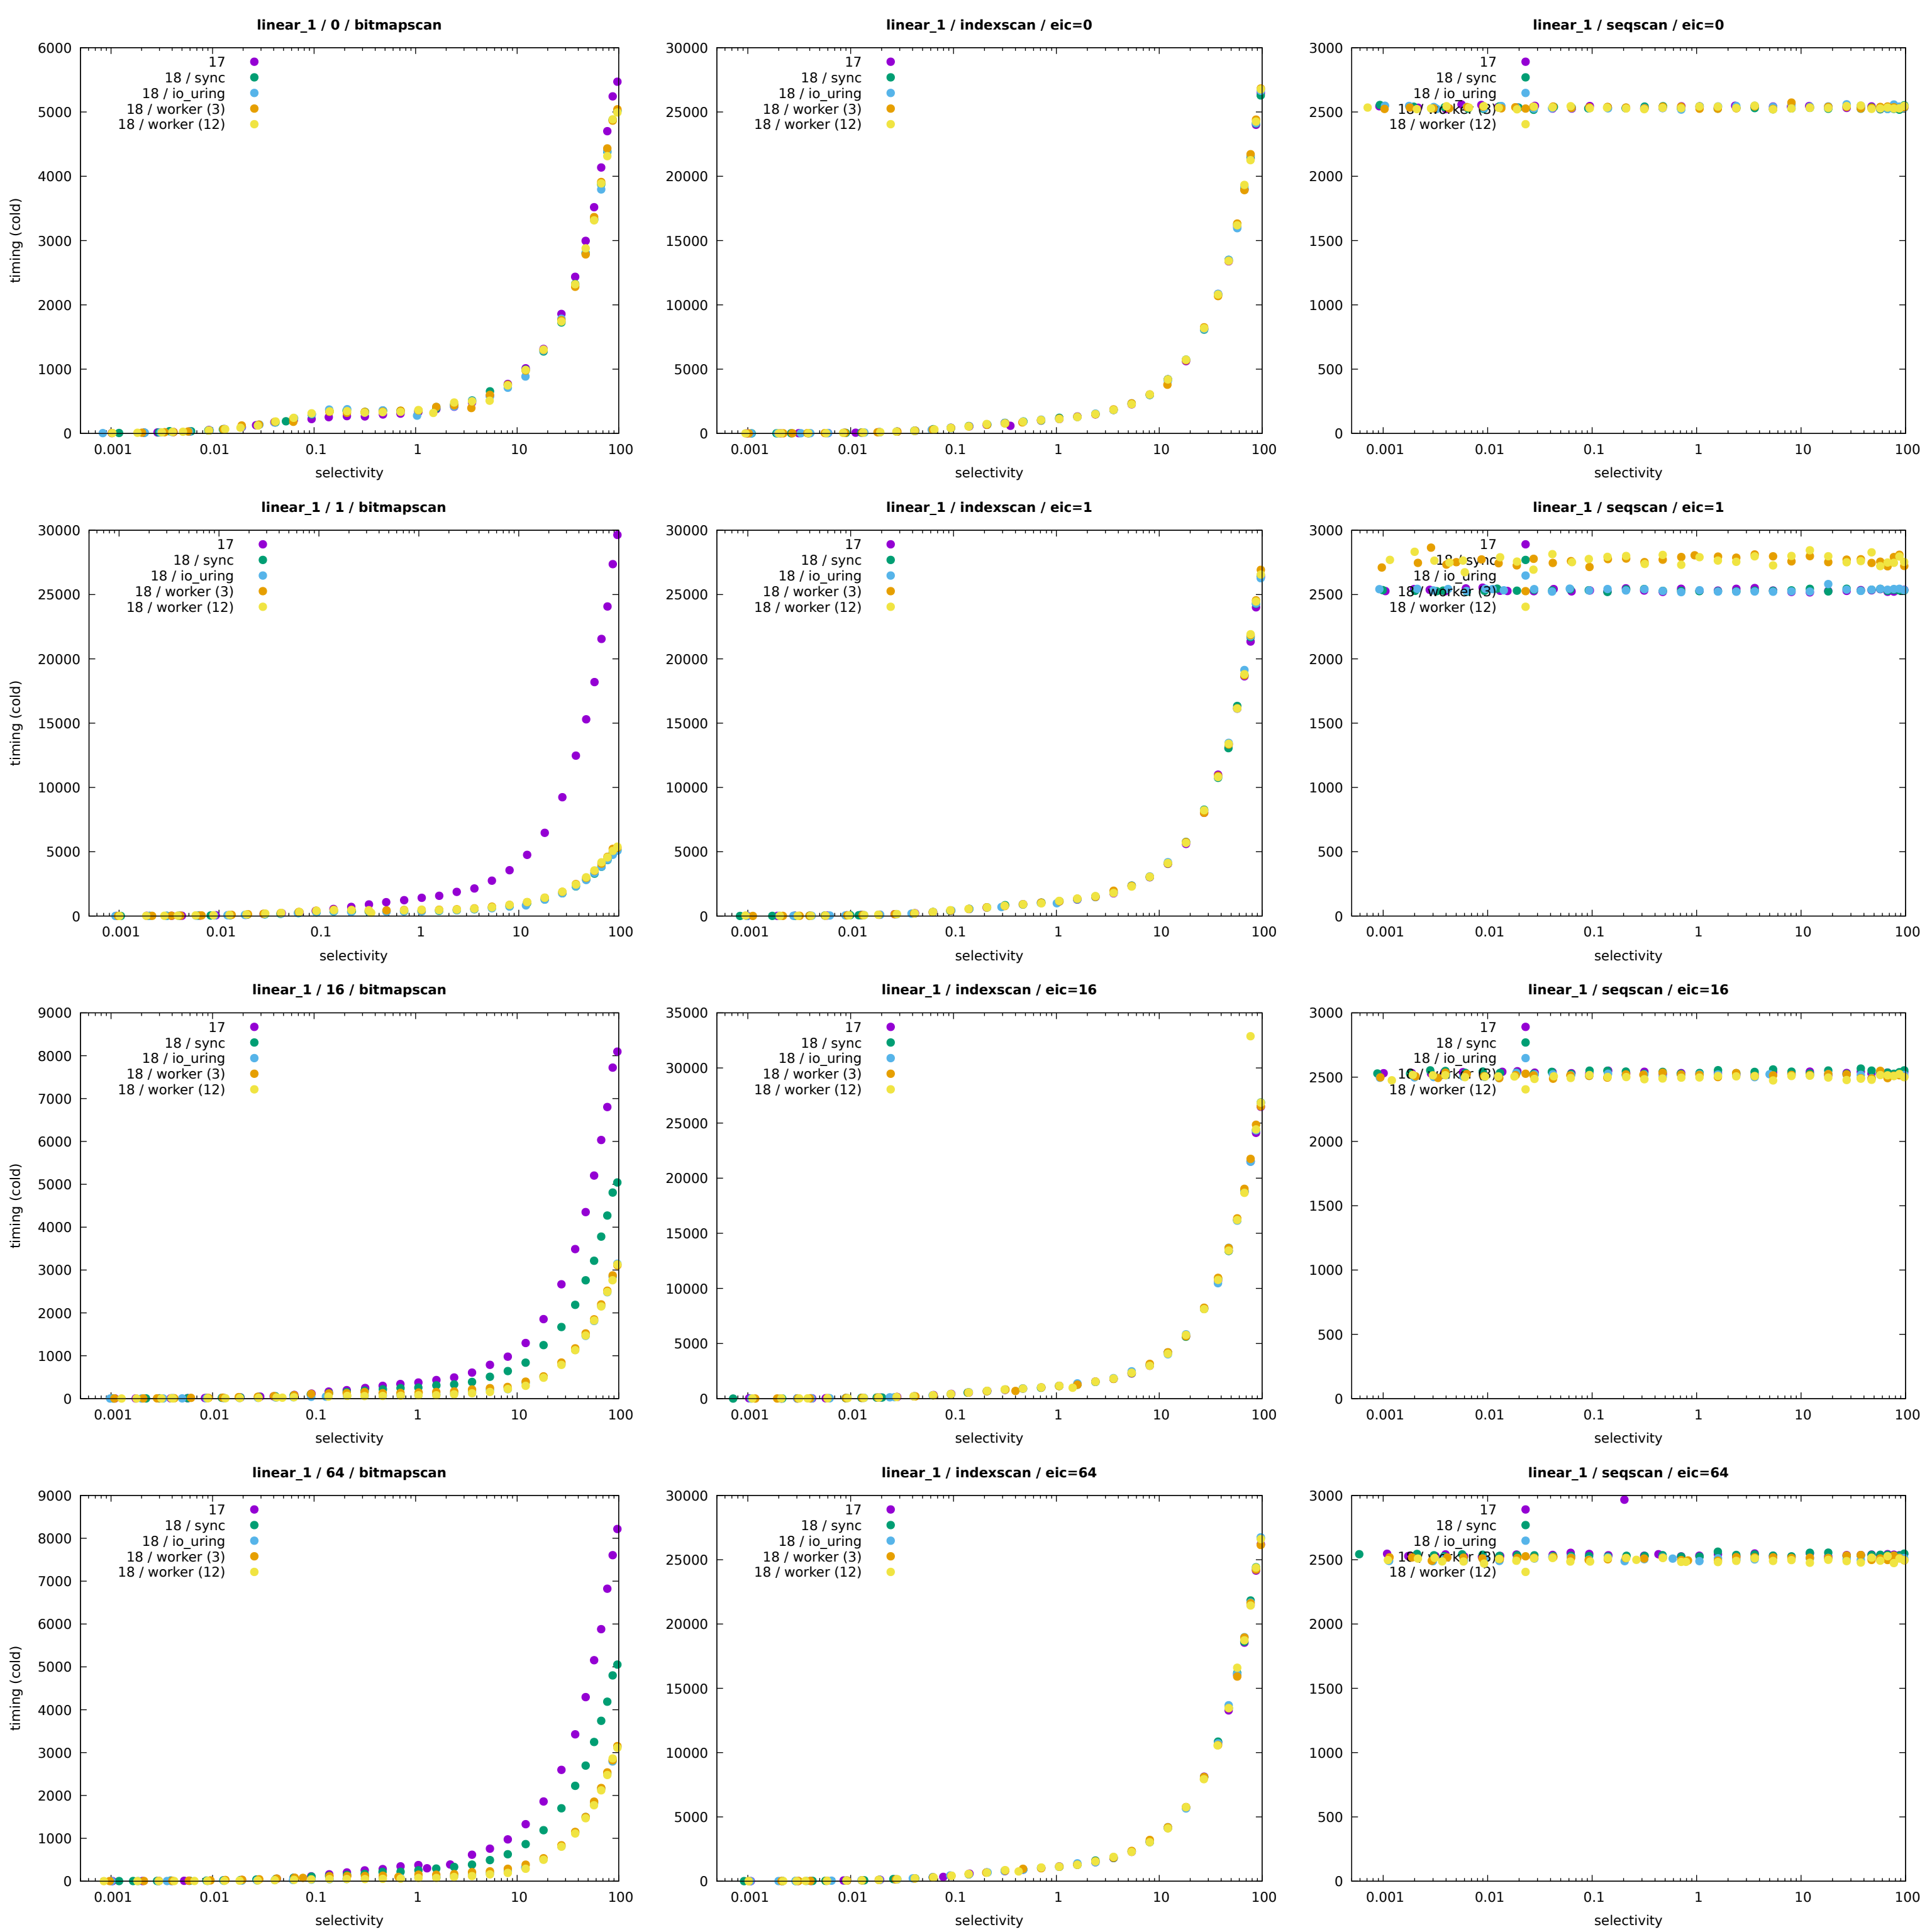 linear_1 / 0 / bitmapscan
timing (cold)
6000
5000
4000
3000
2000
1000
0
17
18 / sync
18 / io_uring
18 / worker (3)
18 / worker (12)
0.001 0.01 0.1 1 10 100
selectivity
linear_1 / indexscan / eic=0
30000
25000
20000
15000
10000
5000
0
17
18 / sync
18 / io_uring
18 / worker (3)
18 / worker (12)
0.001 0.01 0.1 1 10 100
selectivity
linear_1 / seqscan / eic=0
3000
2500
2000
1500
1000
500
0
17
18 / sync
18 / io_uring
18 / worker (3)
18 / worker (12)
0.001 0.01 0.1 1 10 100
selectivity
linear_1 / 1 / bitmapscan
timing (cold)
30000
25000
20000
15000
10000
5000
0
17
18 / sync
18 / io_uring
18 / worker (3)
18 / worker (12)
0.001 0.01 0.1 1 10 100
selectivity
linear_1 / indexscan / eic=1
30000
25000
20000
15000
10000
5000
0
17
18 / sync
18 / io_uring
18 / worker (3)
18 / worker (12)
0.001 0.01 0.1 1 10 100
selectivity
linear_1 / seqscan / eic=1
3000
2500
2000
1500
1000
500
0
17
18 / sync
18 / io_uring
18 / worker (3)
18 / worker (12)
0.001 0.01 0.1 1 10 100
selectivity
linear_1 / 16 / bitmapscan
timing (cold)
9000
8000
7000
6000
5000
4000
3000
2000
1000
0
17
18 / sync
18 / io_uring
18 / worker (3)
18 / worker (12)
0.001 0.01 0.1 1 10 100
selectivity
linear_1 / indexscan / eic=16
35000
30000
25000
20000
15000
10000
5000
0
17
18 / sync
18 / io_uring
18 / worker (3)
18 / worker (12)
0.001 0.01 0.1 1 10 100
selectivity
linear_1 / seqscan / eic=16
3000
2500
2000
1500
1000
500
0
17
18 / sync
18 / io_uring
18 / worker (3)
18 / worker (12)
0.001 0.01 0.1 1 10 100
selectivity
linear_1 / 64 / bitmapscan
timing (cold)
9000
8000
7000
6000
5000
4000
3000
2000
1000
0
17
18 / sync
18 / io_uring
18 / worker (3)
18 / worker (12)
0.001 0.01 0.1 1 10 100
selectivity
linear_1 / indexscan / eic=64
30000
25000
20000
15000
10000
5000
0
17
18 / sync
18 / io_uring
18 / worker (3)
18 / worker (12)
0.001 0.01 0.1 1 10 100
selectivity
linear_1 / seqscan / eic=64
3000
2500
2000
1500
1000
500
0
17
18 / sync
18 / io_uring
18 / worker (3)
18 / worker (12)
0.001 0.01 0.1 1 10 100
selectivity